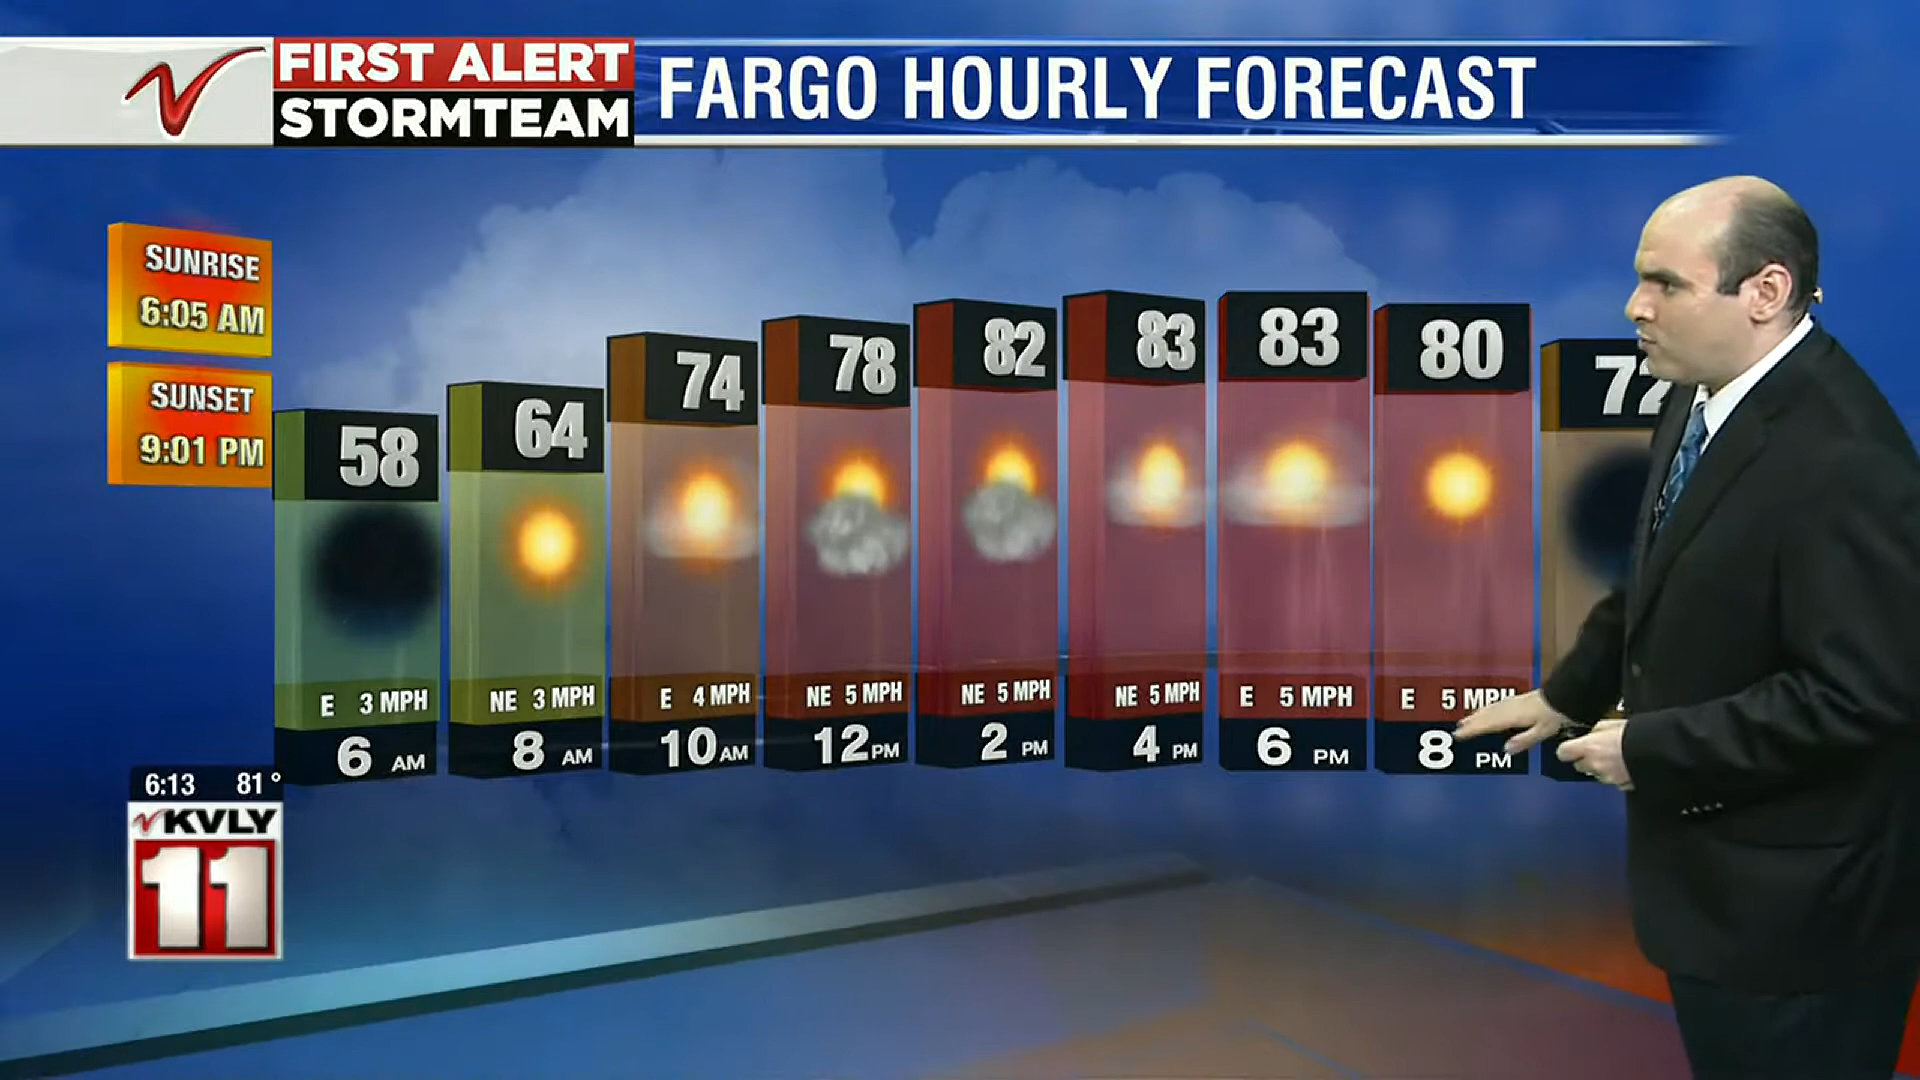 FIRST ALERT
STORMTEAM
FARGO HOURLY FORECAST
SUNRISE
6:05 AM
SUNSET
9:01 PM
58 64 74 78 82 83 83 80 72
E 3 MPH NE 3 MPH E 4 MPH NE 5 MPH NE 5 MPH NE 5 MPH E 5 MPH E 5 MPH
6 AM 8 AM 10 AM 12 PM 2 PM 4 PM 6 PM 8 PM
6:13 81°
KVLY
11